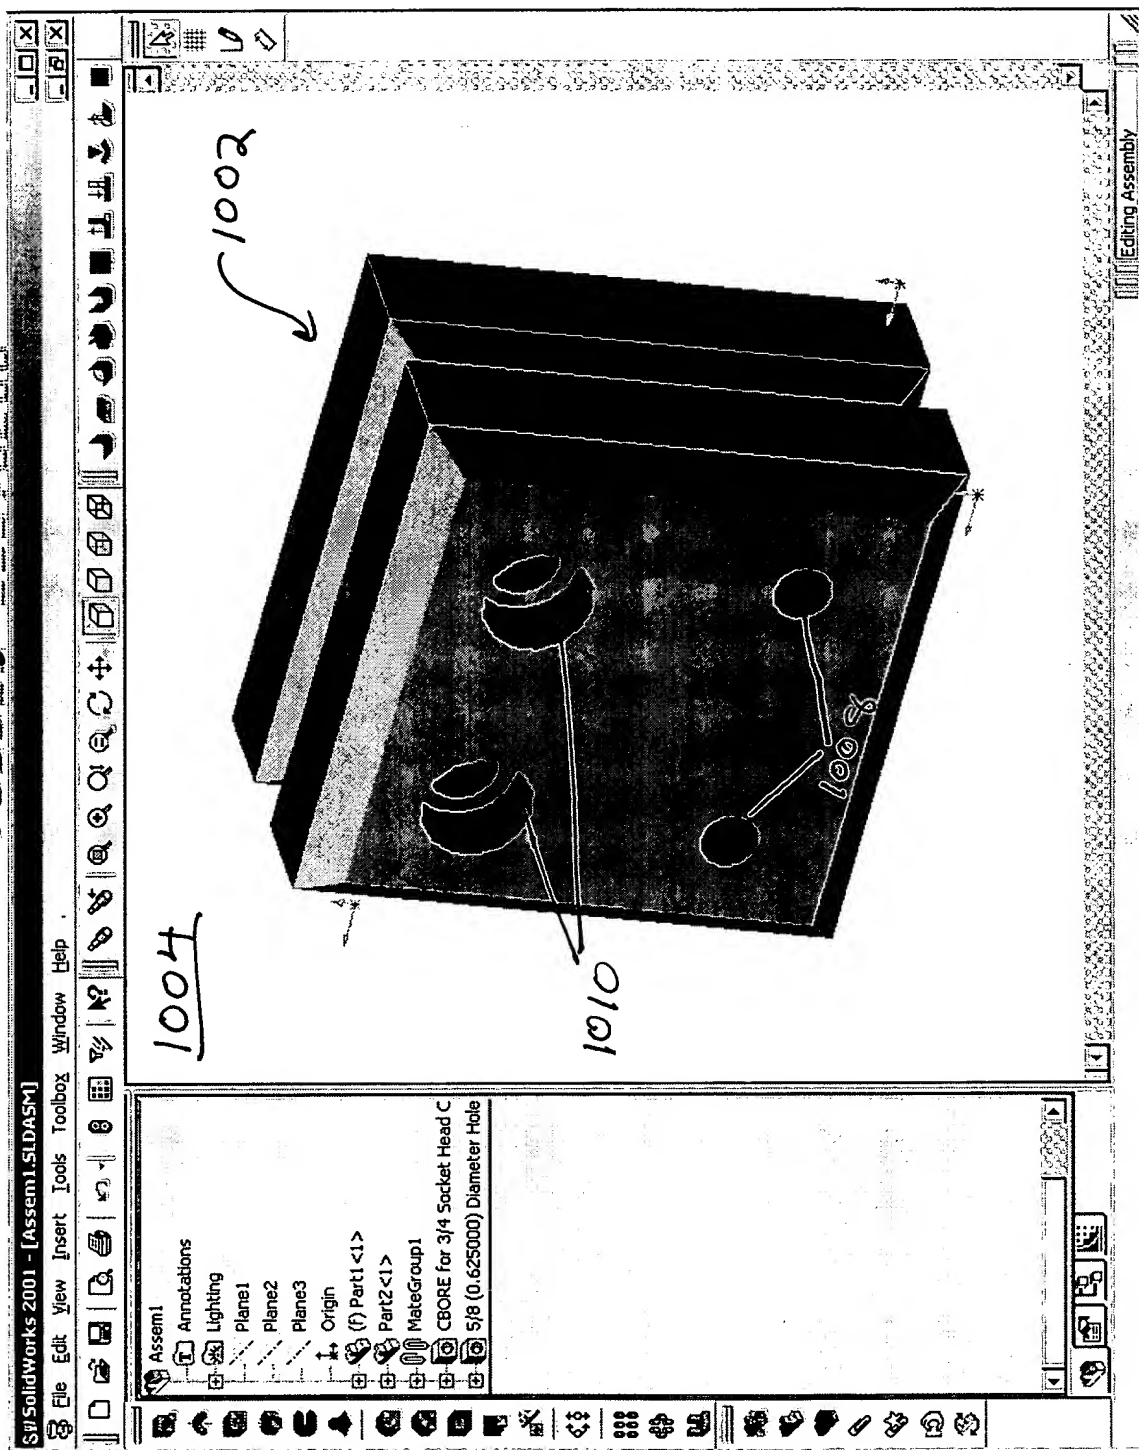 SolidWorks 2001 - [Assem1.SLDASM]
File Edit View Insert Tools Toolbox Window Help
Assem1
Annotations
Lighting
Plane1
Plane2
Plane3
Origin
(f) Part1<1>
Part2<1>
MateGroup1
CBORE for 3/4 Socket Head C
5/8 (0.625000) Diameter Hole
1004
1002
1010
1008
Editing Assembly